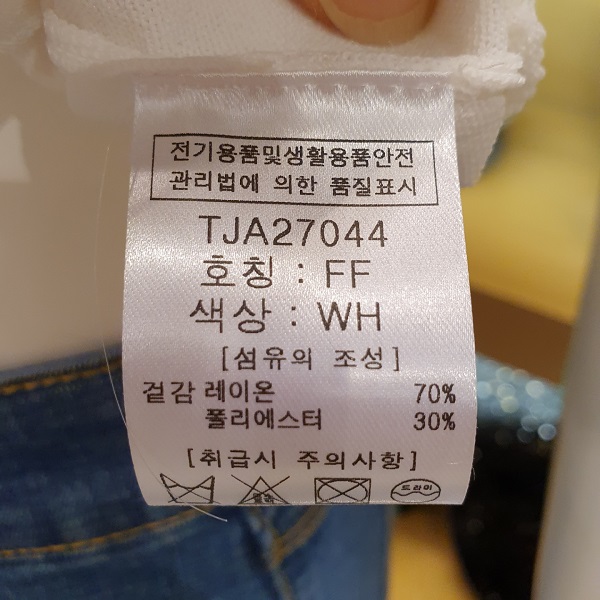 전기용품및생활용품안전
관리법에 의한 품질표시
TJA27044
호칭 : FF
색상 : WH
[섬유의 조성]
겉감 레이온 70%
폴리에스터 30%
[취급시 주의사항]
드라이